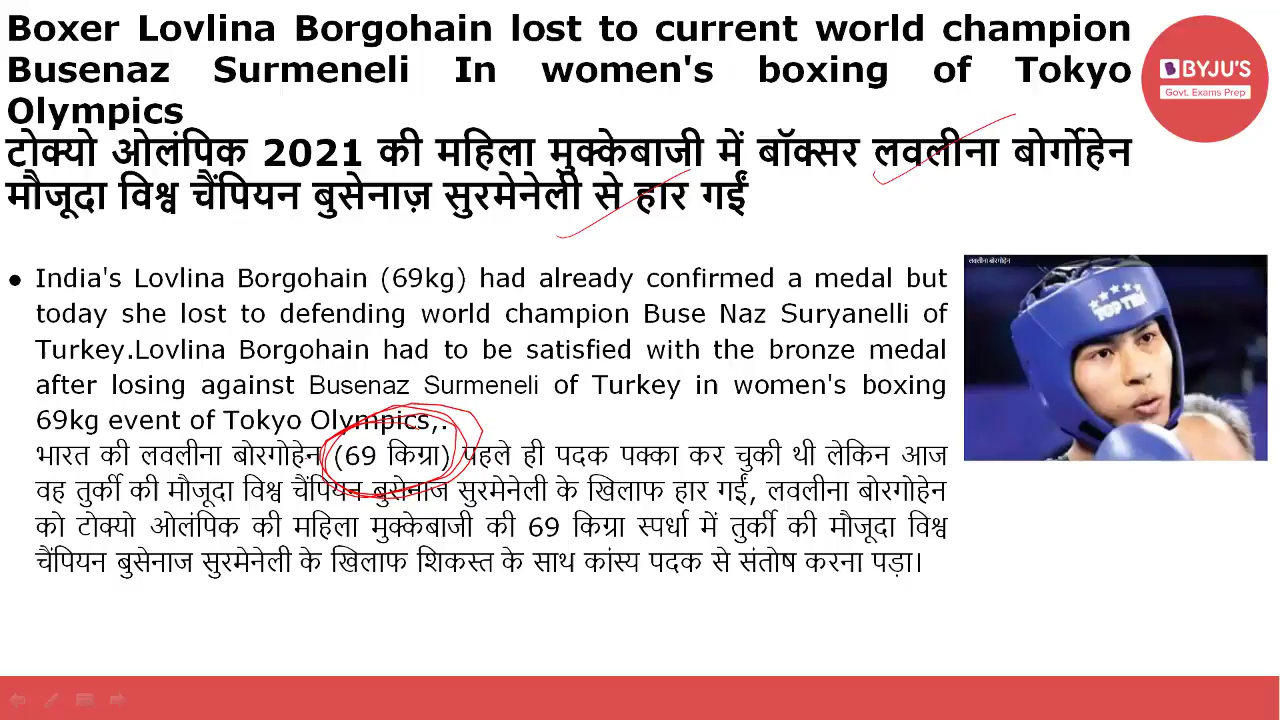 Boxer Lovlina Borgohain lost to current world champion
Busenaz Surmeneli In women's boxing of Tokyo
Olympics
टोक्यो ओलंपिक 2021 की महिला मुक्केबाजी में बॉक्सर लवलीना बोर्गोहेन
मौजूदा विश्व चैंपियन बुसेनाज़ सुरमेनेली से हार गईं
BYJU'S
Govt. Exams Prep
● India's Lovlina Borgohain (69kg) had already confirmed a medal but
today she lost to defending world champion Buse Naz Suryanelli of
Turkey.Lovlina Borgohain had to be satisfied with the bronze medal
after losing against Busenaz Surmeneli of Turkey in women's boxing
69kg event of Tokyo Olympics,.
भारत की लवलीना बोरगोहेन (69 किग्रा) पहले ही पदक पक्का कर चुकी थी लेकिन आज
वह तुर्की की मौजूदा विश्व चैंपियन बुसेनाज सुरमेनेली के खिलाफ हार गईं, लवलीना बोरगोहेन
को टोक्यो ओलंपिक की महिला मुक्केबाजी की 69 किग्रा स्पर्धा में तुर्की की मौजूदा विश्व
चैंपियन बुसेनाज सुरमेनेली के खिलाफ शिकस्त के साथ कांस्य पदक से संतोष करना पड़ा।
लवलीना बोरगोहेन
TOP TEN